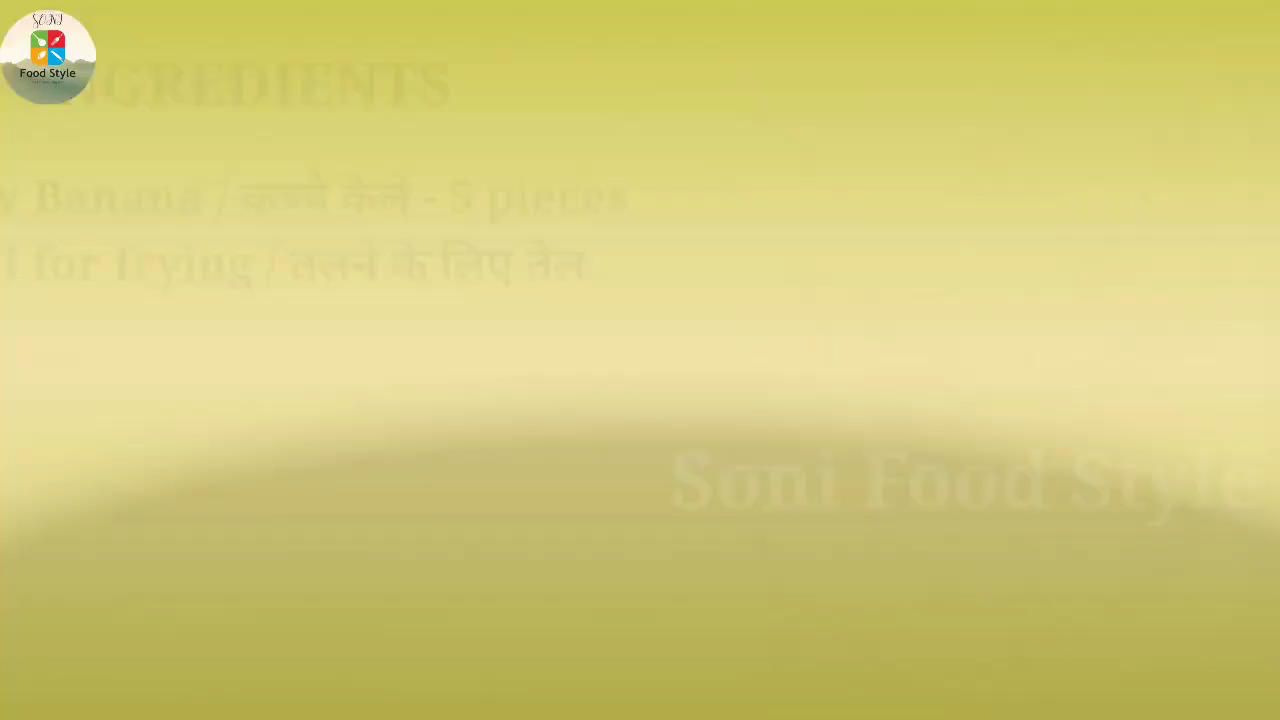 SONI
Food Style
INGREDIENTS
Banana / कच्चे केले - 5 pieces
for frying / तलने के लिए तेल
Soni Food Style